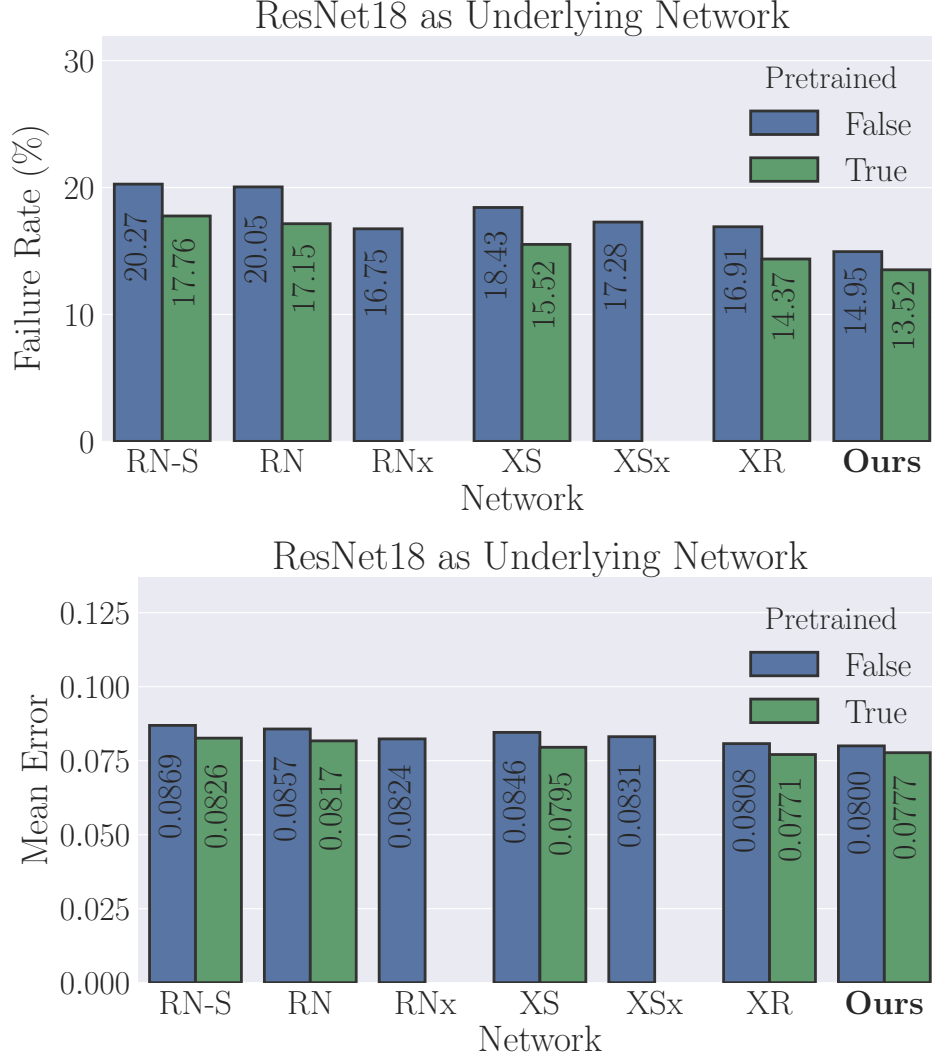 ResNet18 as Underlying Network
Failure Rate (%)
30
20
10
0
Pretrained
False
True
20.27
17.76
20.05
17.15
16.75
18.43
15.52
17.28
16.91
14.37
14.95
13.52
RN-S RN RNx XS XSx XR Ours
Network
ResNet18 as Underlying Network
Mean Error
0.125
0.100
0.075
0.050
0.025
0.000
Pretrained
False
True
0.0869
0.0826
0.0857
0.0817
0.0824
0.0846
0.0795
0.0831
0.0808
0.0771
0.0800
0.0777
RN-S RN RNx XS XSx XR Ours
Network